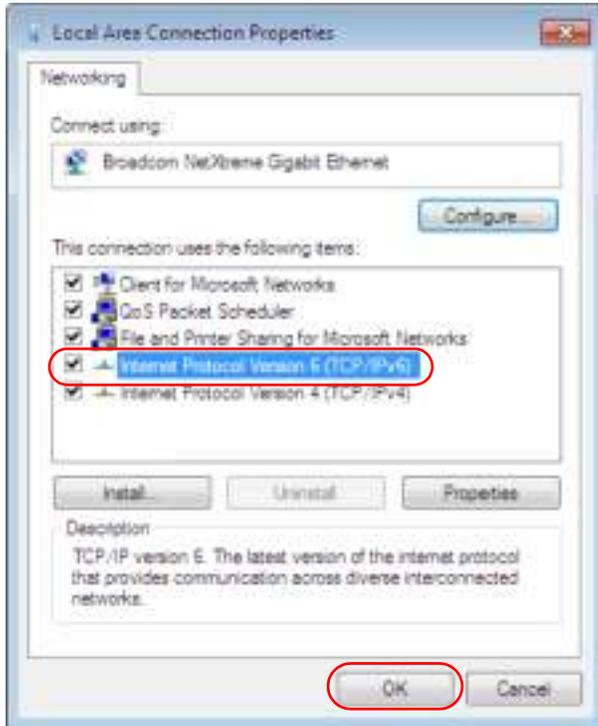 Local Area Connection Properties
Networking
Connect using:
Broadcom NetXtreme Gigabit Ethernet
Configure...
This connection uses the following items:
Client for Microsoft Networks
QoS Packet Scheduler
File and Printer Sharing for Microsoft Networks
Internet Protocol Version 6 (TCP/IPv6)
Internet Protocol Version 4 (TCP/IPv4)
Install...
Uninstall
Properties
Description
TCP/IP version 6. The latest version of the internet protocol
that provides communication across diverse interconnected
networks.
OK
Cancel